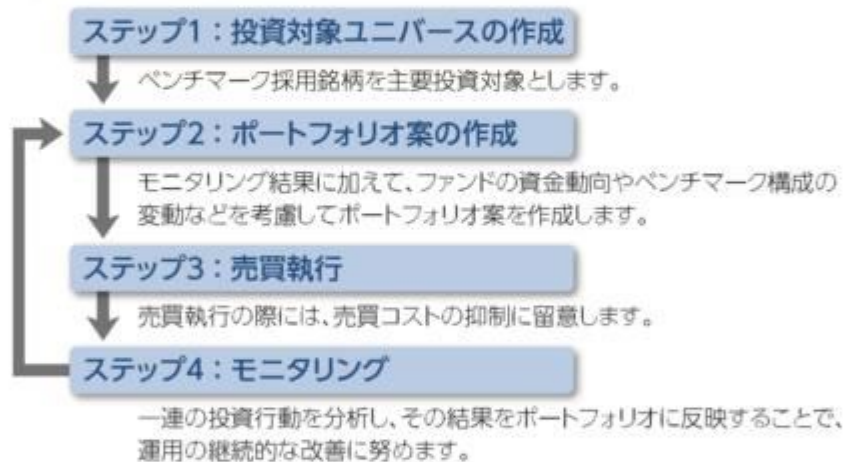 ステップ1：投資対象ユニバースの作成
ベンチマーク採用銘柄を主要投資対象とします。
ステップ2：ポートフォリオ案の作成
モニタリング結果に加えて、ファンドの資金動向やベンチマーク構成の
変動などを考慮してポートフォリオ案を作成します。
ステップ3：売買執行
売買執行の際には、売買コストの抑制に留意します。
ステップ4：モニタリング
一連の投資行動を分析し、その結果をポートフォリオに反映することで、
運用の継続的な改善に努めます。